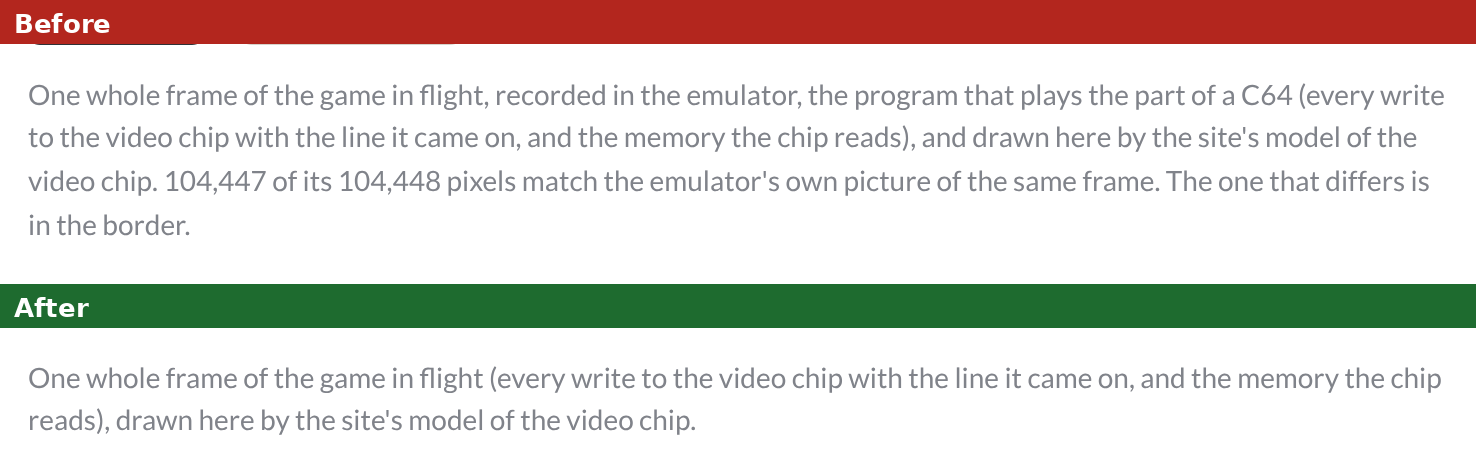 Before
One whole frame of the game in flight, recorded in the emulator, the program that plays the part of a C64 (every write
to the video chip with the line it came on, and the memory the chip reads), and drawn here by the site's model of the
video chip. 104,447 of its 104,448 pixels match the emulator's own picture of the same frame. The one that differs is
in the border.
After
One whole frame of the game in flight (every write to the video chip with the line it came on, and the memory the chip
reads), drawn here by the site's model of the video chip.